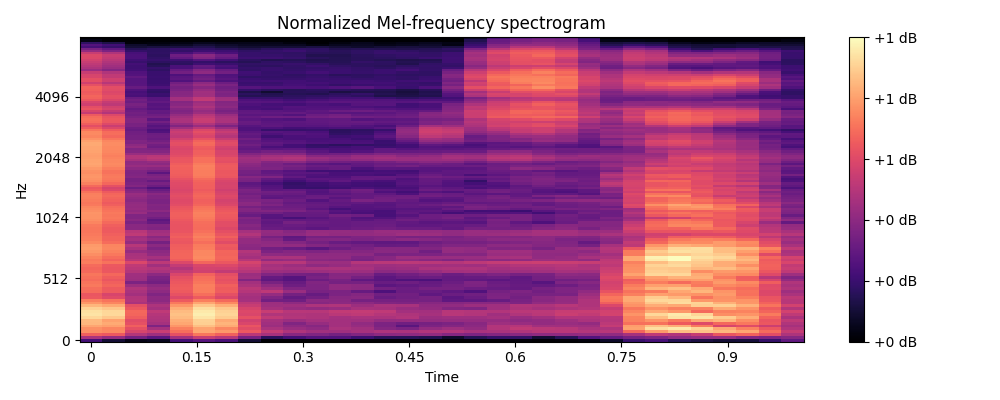 Normalized Mel-frequency spectrogram
Hz
4096
2048
1024
512
0
0 0.15 0.3 0.45 0.6 0.75 0.9
Time
+1 dB
+1 dB
+1 dB
+0 dB
+0 dB
+0 dB